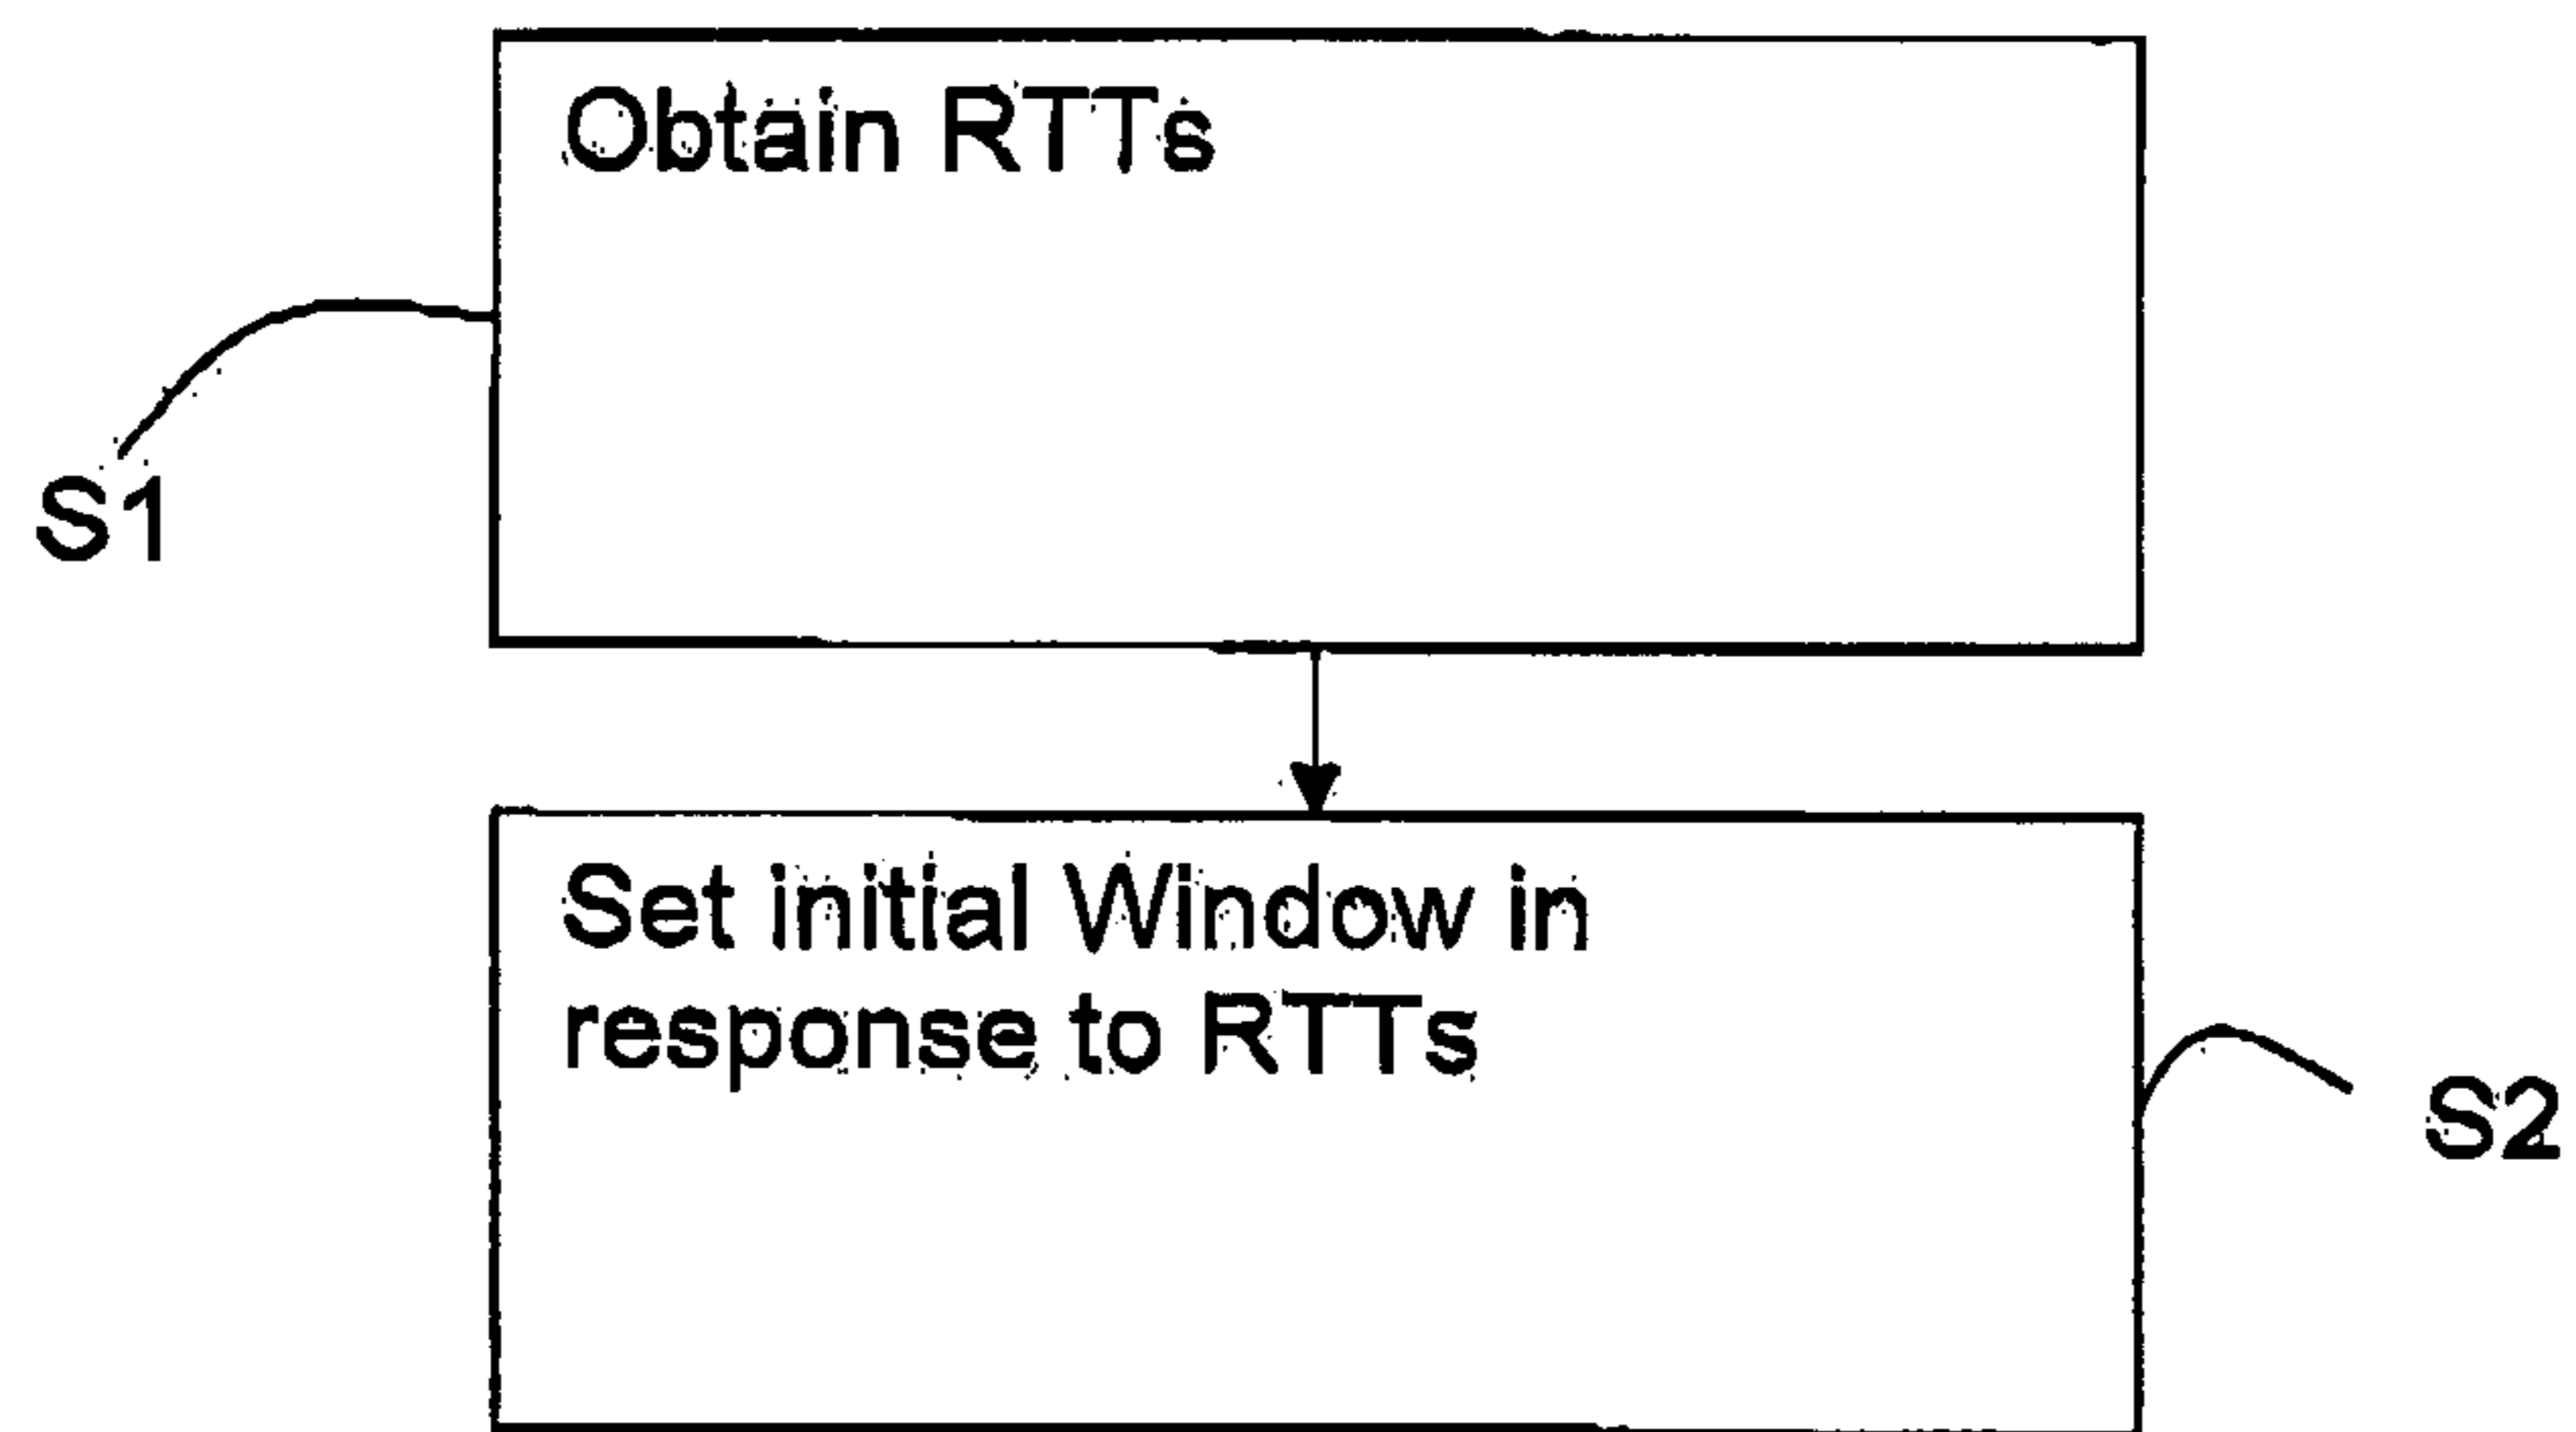 Obtain RTTs
S1
Set initial Window in
response to RTTs
S2